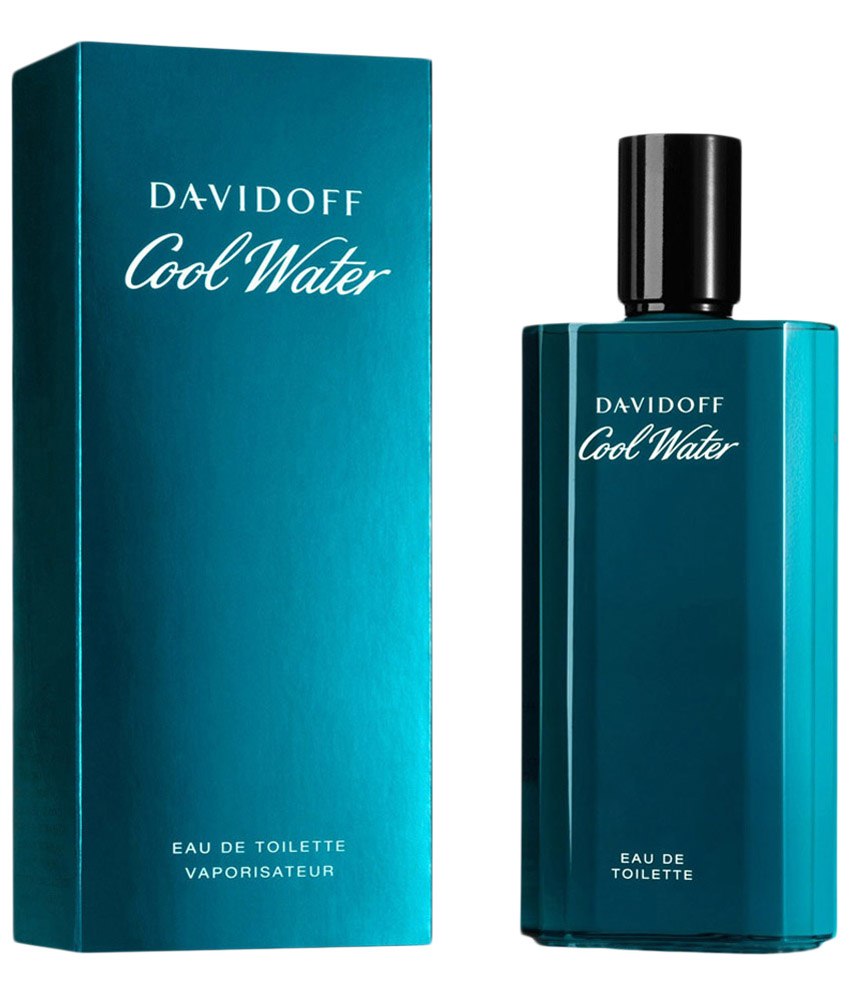 DAVIDOFF
Cool Water
EAU DE TOILETTE
VAPORISATEUR
DAVIDOFF
Cool Water
EAU DE
TOILETTE